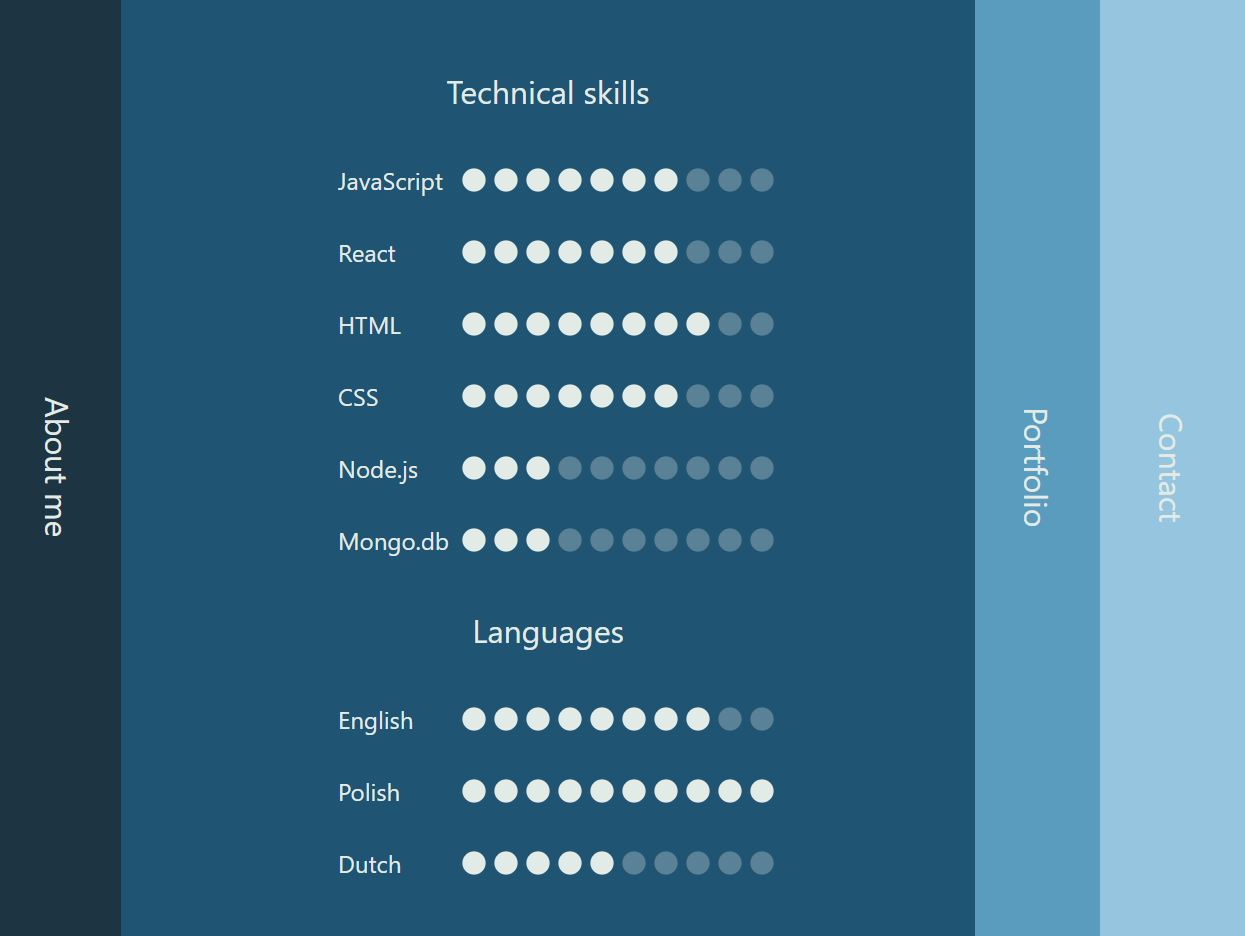 About me
Technical skills
JavaScript
React
HTML
CSS
Node.js
Mongo.db
Languages
English
Polish
Dutch
Portfolio
Contact